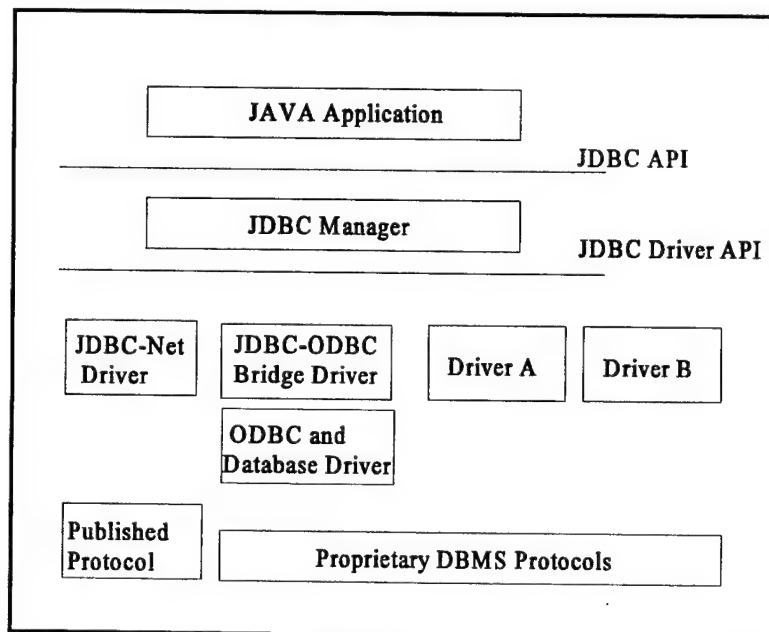 JAVA Application
JDBC API
JDBC Manager
JDBC Driver API
JDBC-Net
Driver
JDBC-ODBC
Bridge Driver
Driver A
Driver B
ODBC and
Database Driver
Published
Protocol
Proprietary DBMS Protocols